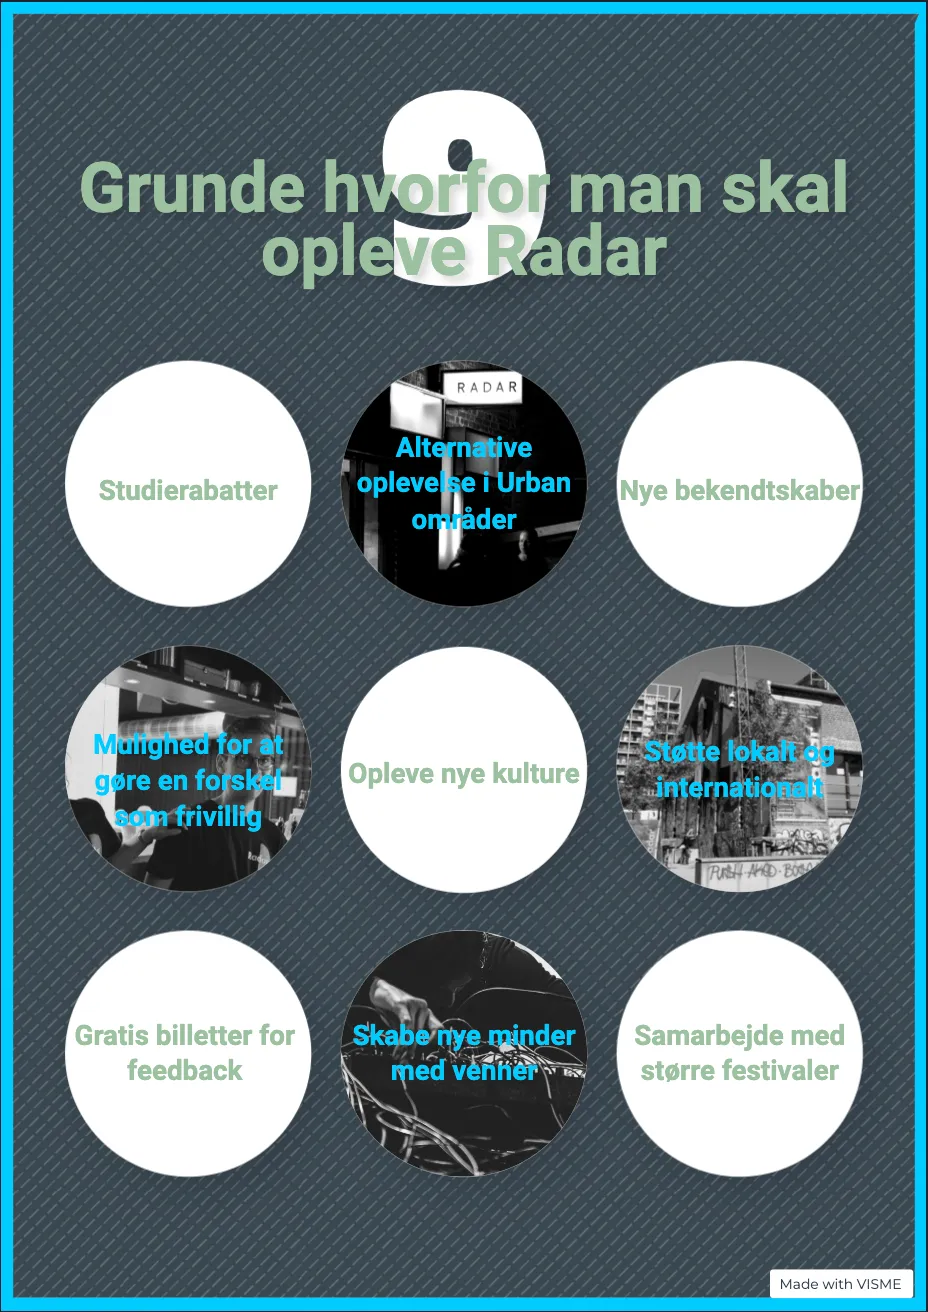 9
Grunde hvorfor man skal
opleve Radar
Studierabatter
RADAR
Alternative
oplevelse i Urban
områder
Nye bekendtskaber
Mulighed for at
gøre en forskel
som frivillig
Opleve nye kulture
Støtte lokalt og
internationalt
Gratis billetter for
feedback
Skabe nye minder
med venner
Samarbejde med
større festivaler
Made with VISME